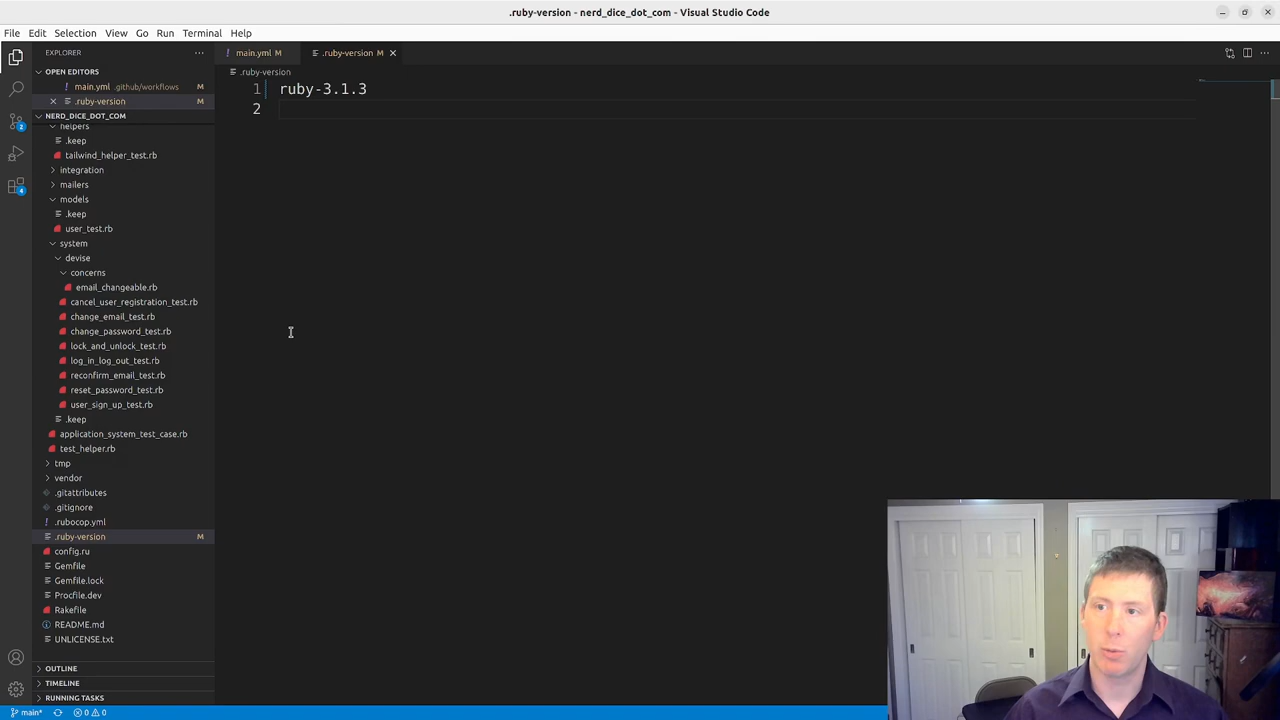 .ruby-version - nerd_dice_dot_com - Visual Studio Code
File Edit Selection View Go Run Terminal Help
EXPLORER
main.yml M
.ruby-version M
OPEN EDITORS
.ruby-version
main.yml .github/workflows M
1 ruby-3.1.3
.ruby-version M
2
NERD_DICE_DOT_COM
helpers
.keep
tailwind_helper_test.rb
integration
mailers
models
.keep
user_test.rb
system
devise
concerns
email_changeable.rb
cancel_user_registration_test.rb
change_email_test.rb
change_password_test.rb
lock_and_unlock_test.rb
log_in_log_out_test.rb
reconfirm_email_test.rb
reset_password_test.rb
user_sign_up_test.rb
.keep
application_system_test_case.rb
test_helper.rb
tmp
vendor
.gitattributes
.gitignore
.rubocop.yml
.ruby-version M
config.ru
Gemfile
Gemfile.lock
Procfile.dev
Rakefile
README.md
UNLICENSE.txt
OUTLINE
TIMELINE
RUNNING TASKS
main* 0 0
2
4